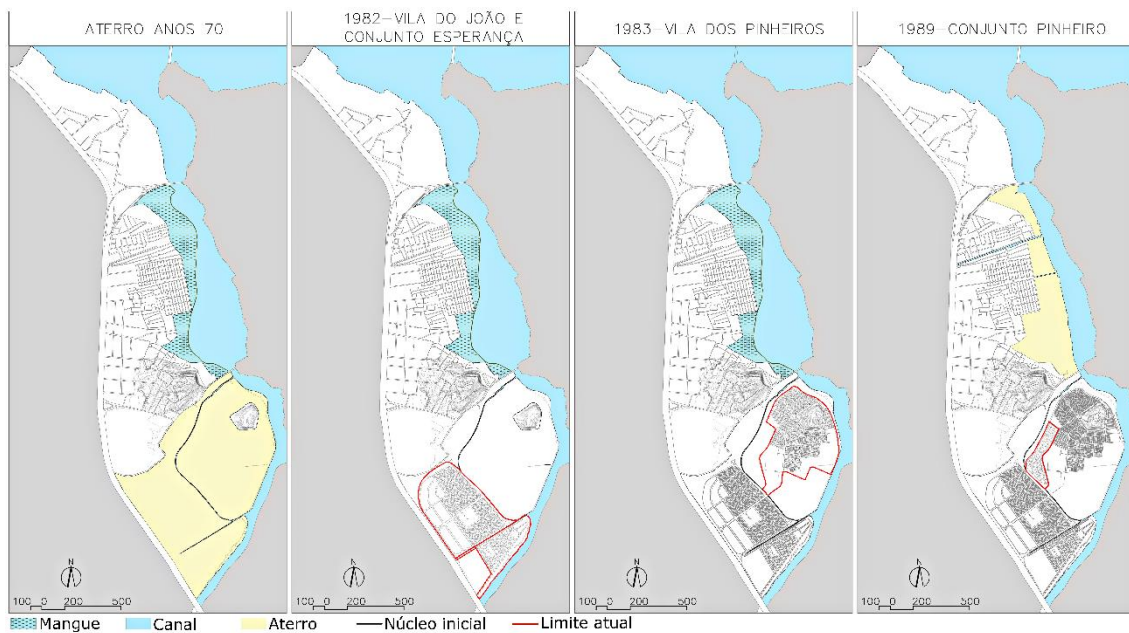 ATERRO ANOS 70
1982-VILA DO JOÃO E
CONJUNTO ESPERANÇA
1983-VILA DOS PINHEIROS
1989-CONJUNTO PINHEIRO
N
100 0 200 500
N
100 0 200 500
N
100 0 200 500
N
100 0 200 500
Mangue Canal Aterro Núcleo inicial Limite atual